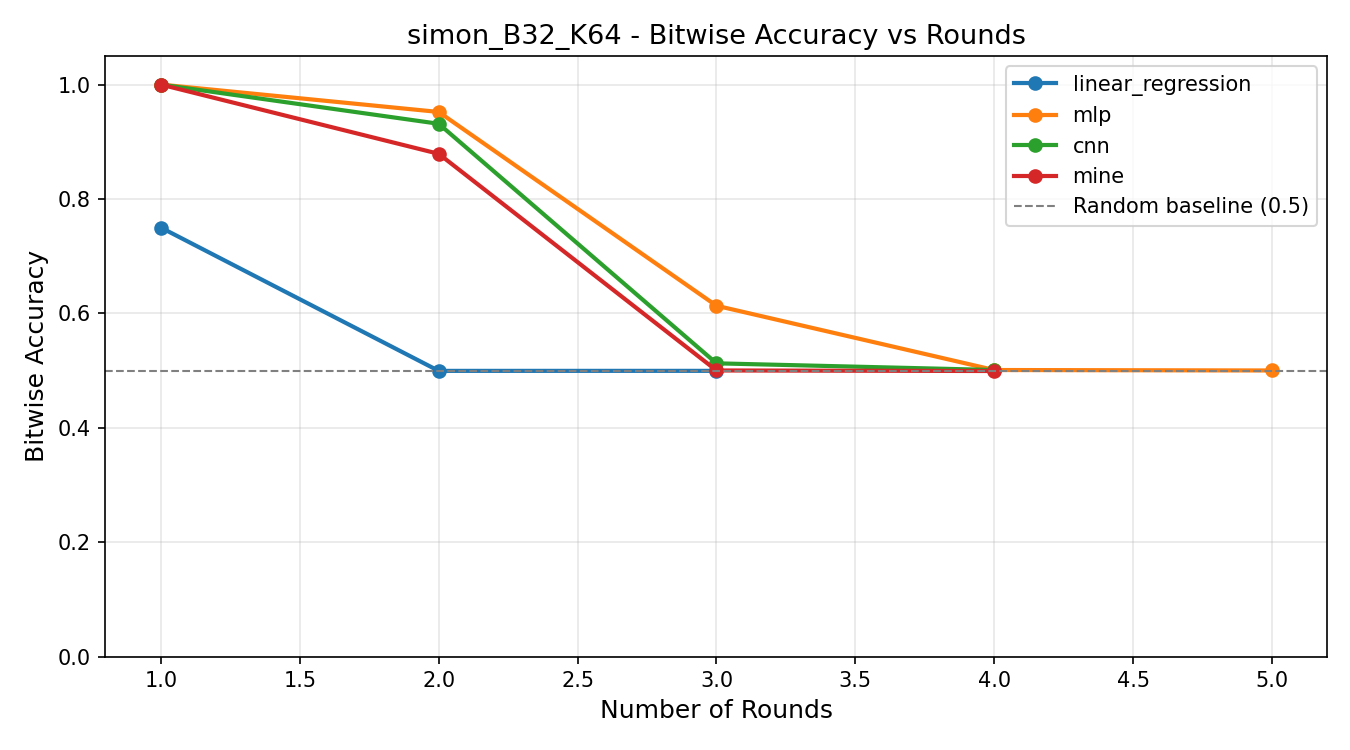 simon_B32_K64 - Bitwise Accuracy vs Rounds
linear_regression
mlp
cnn
mine
Random baseline (0.5)
Bitwise Accuracy
1.0
0.8
0.6
0.4
0.2
0.0
1.0 1.5 2.0 2.5 3.0 3.5 4.0 4.5 5.0
Number of Rounds